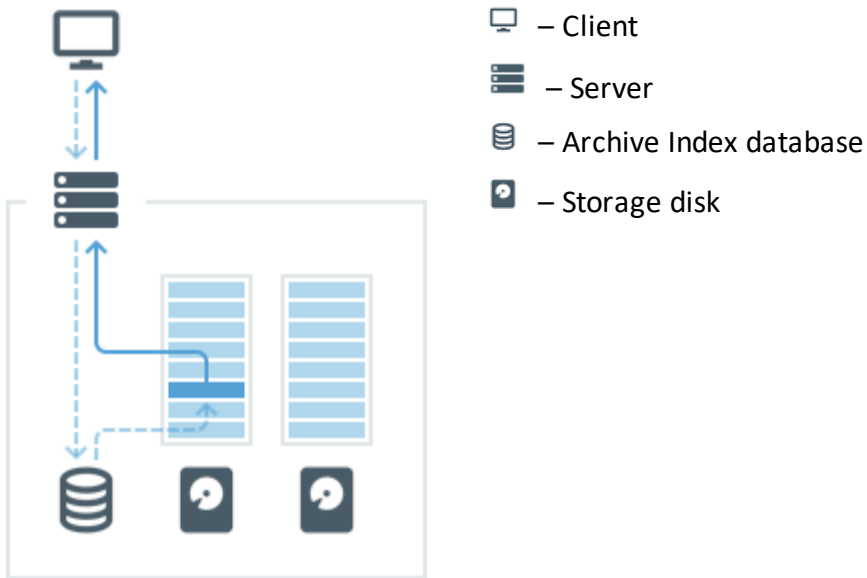 – Client
– Server
– Archive Index database
– Storage disk